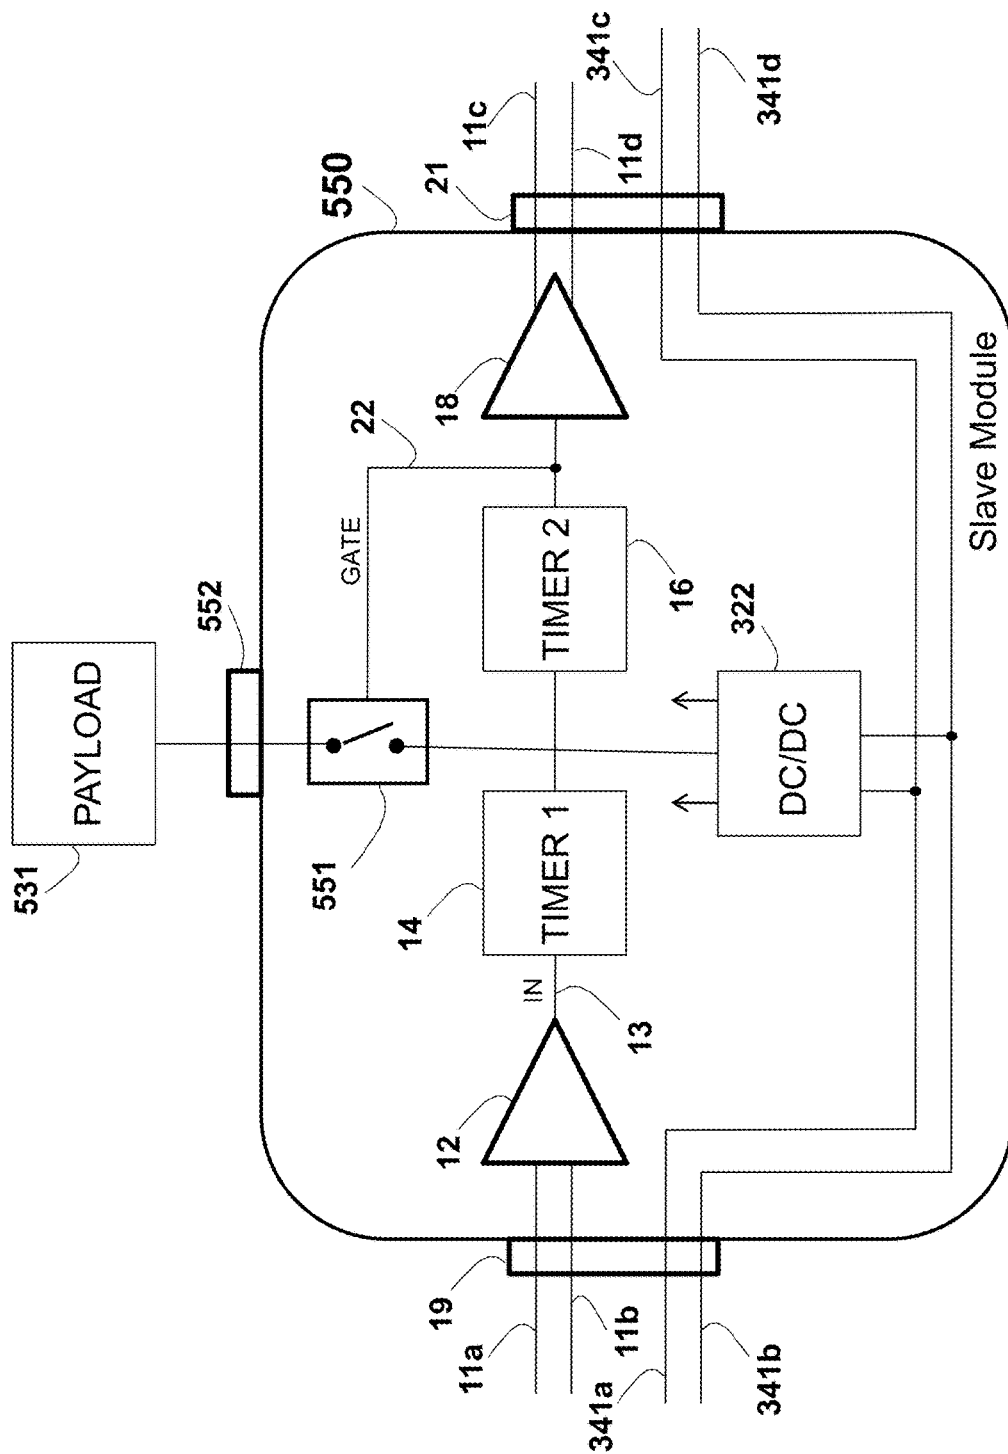 PAYLOAD
531
552
550
551
GATE
22
21
11c
11d
341c
341d
19
11a
11b
341a
341b
12
IN
13
14
TIMER 1
TIMER 2
16
18
322
DC/DC
Slave Module